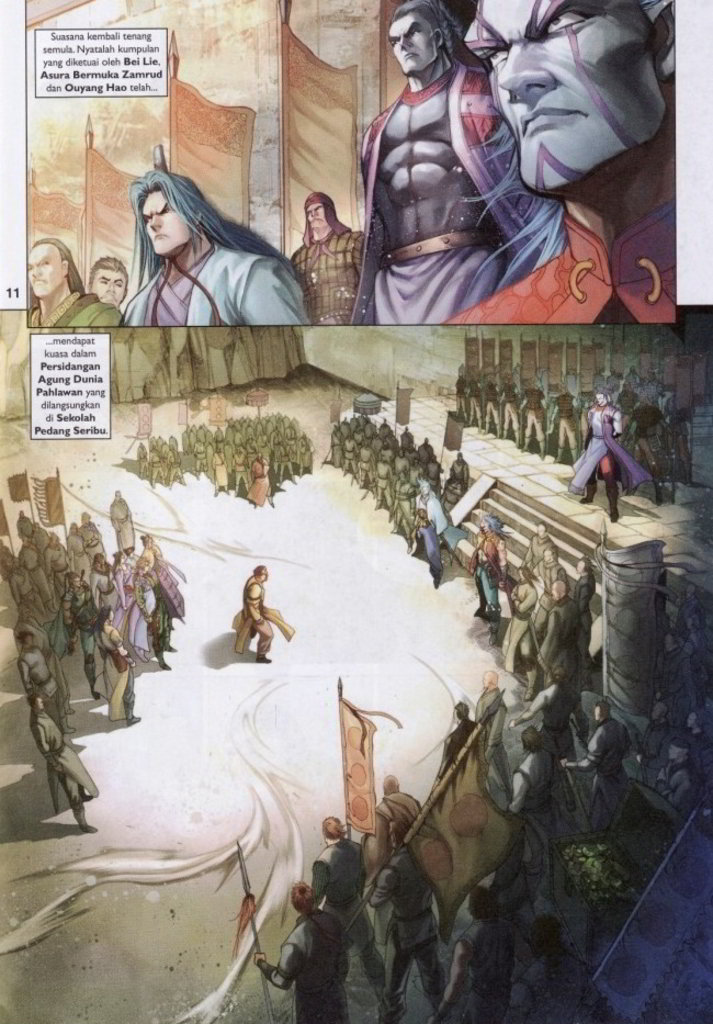 Suasana kembali tenang
semula. Nyatalah kumpulan
yang diketuai oleh Bei Lie,
Asura Bermuka Zamrud
dan Ouyang Hao telah...
11
...mendapat
kuasa dalam
Persidangan
Agung Dunia
Pahlawan yang
dilangsungkan
di Sekolah
Pedang Seribu.